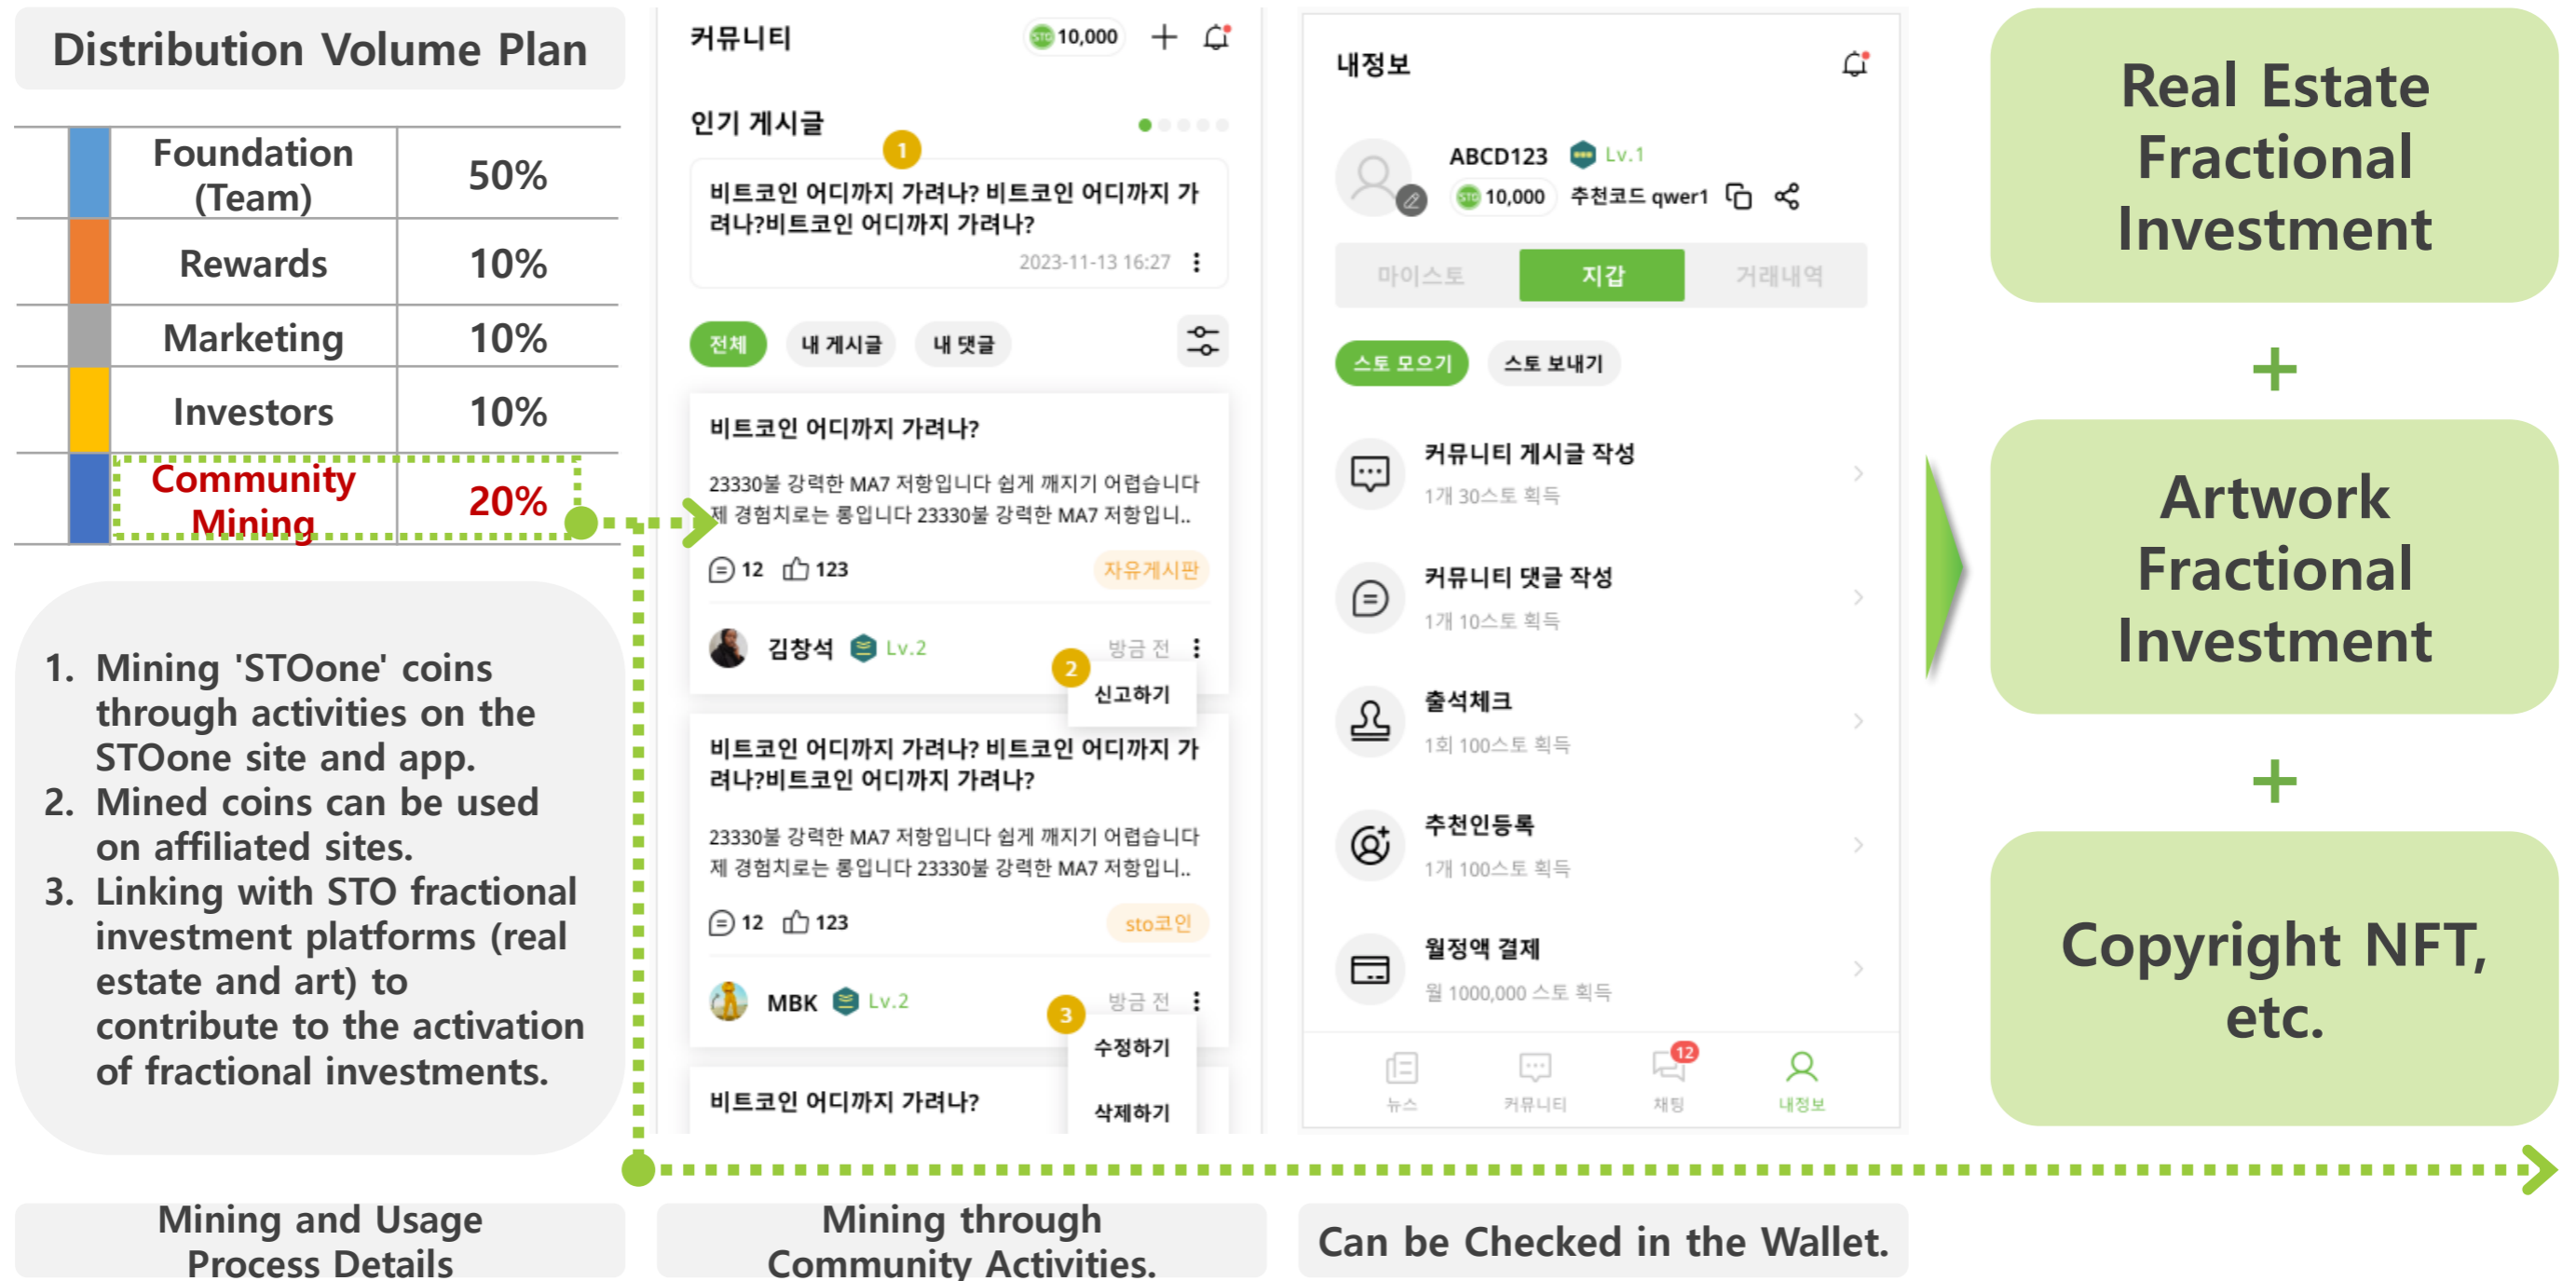 Distribution Volume Plan
Foundation
(Team)
50%
Rewards
10%
Marketing
10%
Investors
10%
Community
Mining
20%
1. Mining 'STOone' coins
through activities on the
STOone site and app.
2. Mined coins can be used
on affiliated sites.
3. Linking with STO fractional
investment platforms (real
estate and art) to
contribute to the activation
of fractional investments.
Mining and Usage
Process Details
커뮤니티
STO 10,000
인기 게시글
1
비트코인 어디까지 가려나? 비트코인 어디까지 가
려나?비트코인 어디까지 가려나?
2023-11-13 16:27
전체 내 게시글 내 댓글
비트코인 어디까지 가려나?
23330불 강력한 MA7 저항입니다 쉽게 깨지기 어렵습니다
제 경험치로는 롱입니다 23330불 강력한 MA7 저항입니..
12 123 자유게시판
김창석 Lv.2 방금 전
2
신고하기
비트코인 어디까지 가려나? 비트코인 어디까지 가
려나?비트코인 어디까지 가려나?
23330불 강력한 MA7 저항입니다 쉽게 깨지기 어렵습니다
제 경험치로는 롱입니다 23330불 강력한 MA7 저항입니..
12 123 sto코인
MBK Lv.2 방금 전
3
수정하기
비트코인 어디까지 가려나?
삭제하기
Mining through
Community Activities.
내정보
ABCD123 Lv.1
STO 10,000 추천코드 qwer1
마이스토 지갑 거래내역
스토 모으기 스토 보내기
커뮤니티 게시글 작성
1개 30스토 획득
커뮤니티 댓글 작성
1개 10스토 획득
출석체크
1회 100스토 획득
추천인등록
1개 100스토 획득
월정액 결제
월 1000,000 스토 획득
12
뉴스 커뮤니티 채팅 내정보
Can be Checked in the Wallet.
Real Estate
Fractional
Investment
+
Artwork
Fractional
Investment
+
Copyright NFT,
etc.